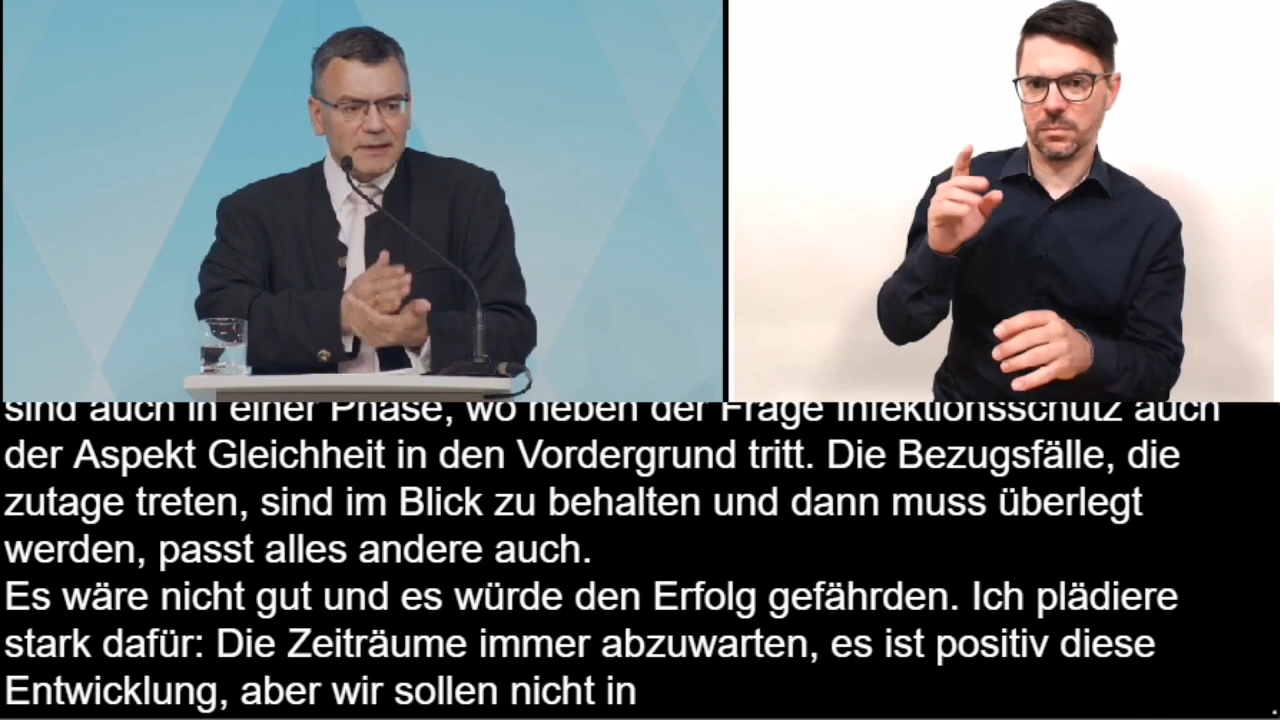 sind auch in einer Phase, wo neben der Frage Infektionsschutz auch
der Aspekt Gleichheit in den Vordergrund tritt. Die Bezugsfälle, die
zutage treten, sind im Blick zu behalten und dann muss überlegt
werden, passt alles andere auch.
Es wäre nicht gut und es würde den Erfolg gefährden. Ich plädiere
stark dafür: Die Zeiträume immer abzuwarten, es ist positiv diese
Entwicklung, aber wir sollen nicht in